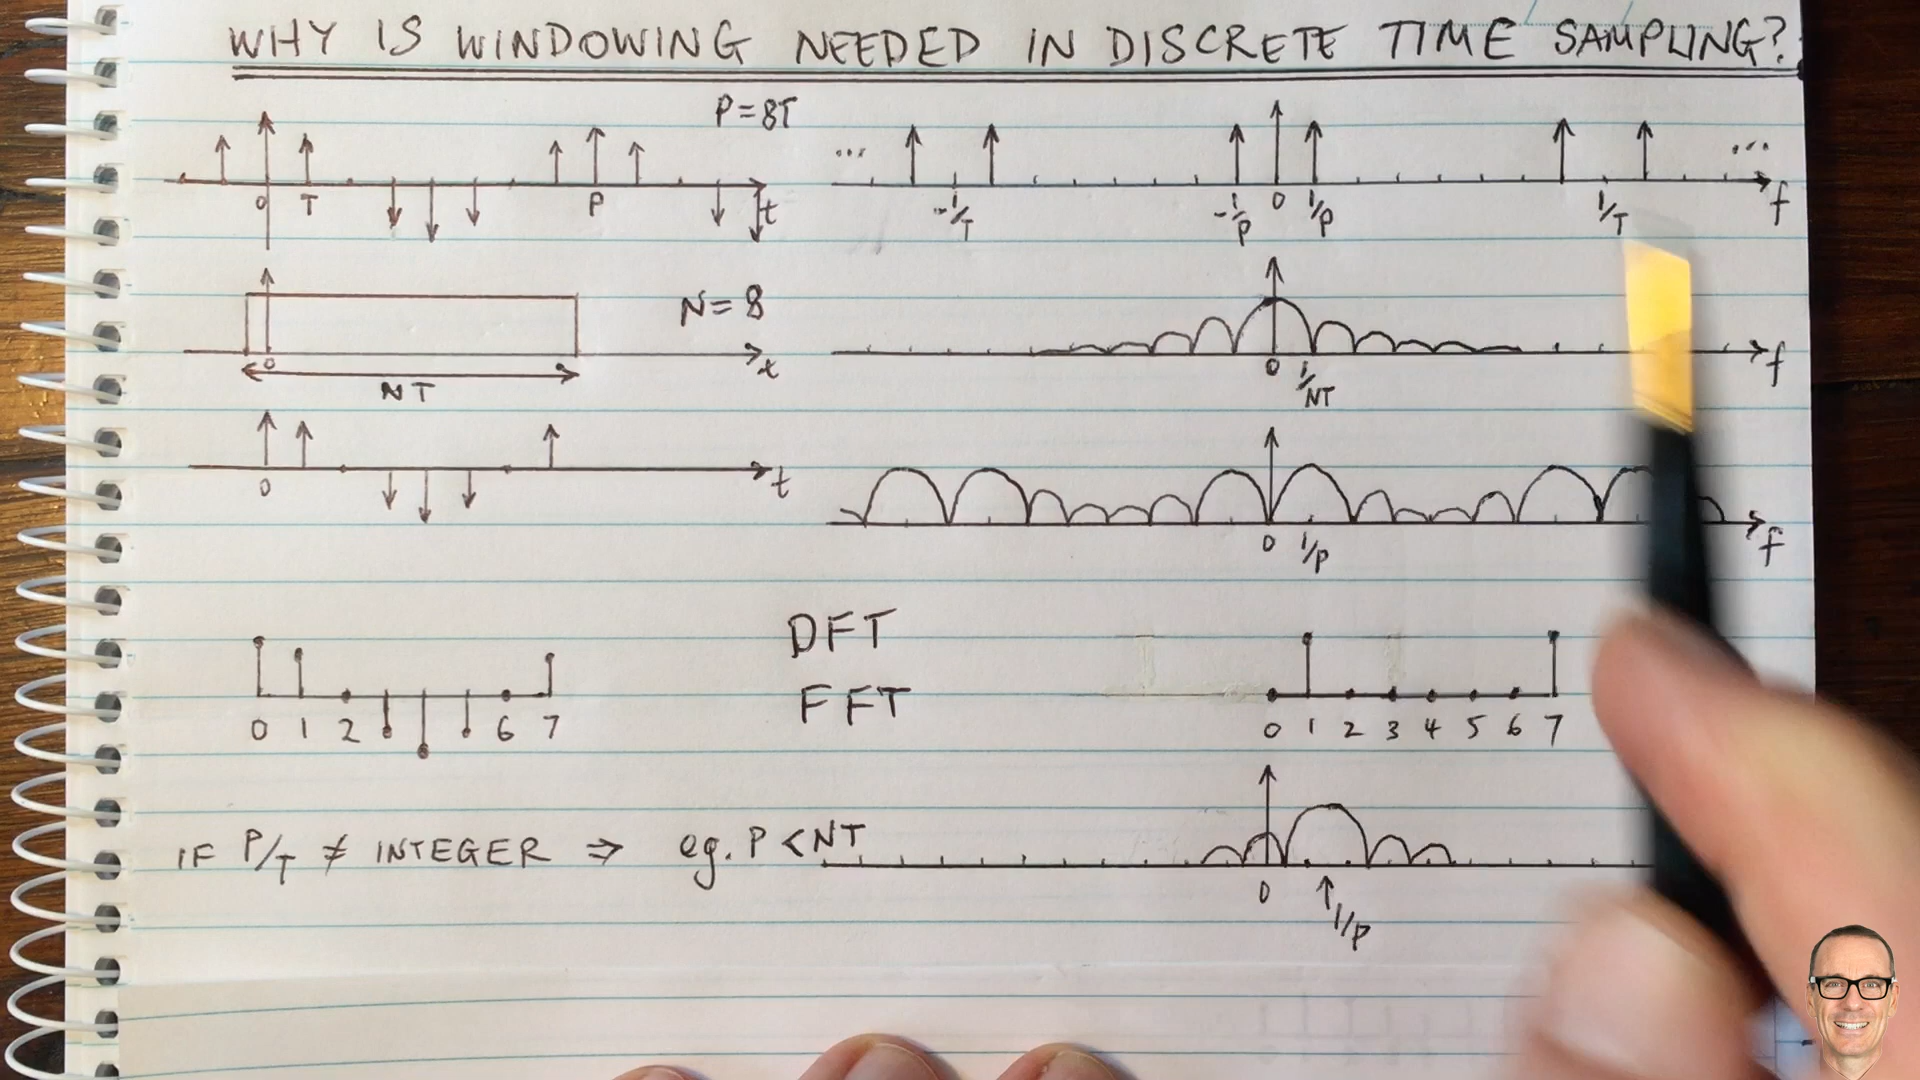 WHY IS WINDOWING NEEDED IN DISCRETE TIME SAMPLING?
P=8T
0 T P t
... -1/T -1/P 0 1/P 1/T ... f
N=8
0 NT t
0 1/NT f
0 t
0 1/P f
DFT
FFT
0 1 2 6 7
0 1 2 3 4 5 6 7
IF P/T ≠ INTEGER ⇒ eg. P < NT
0 1/P